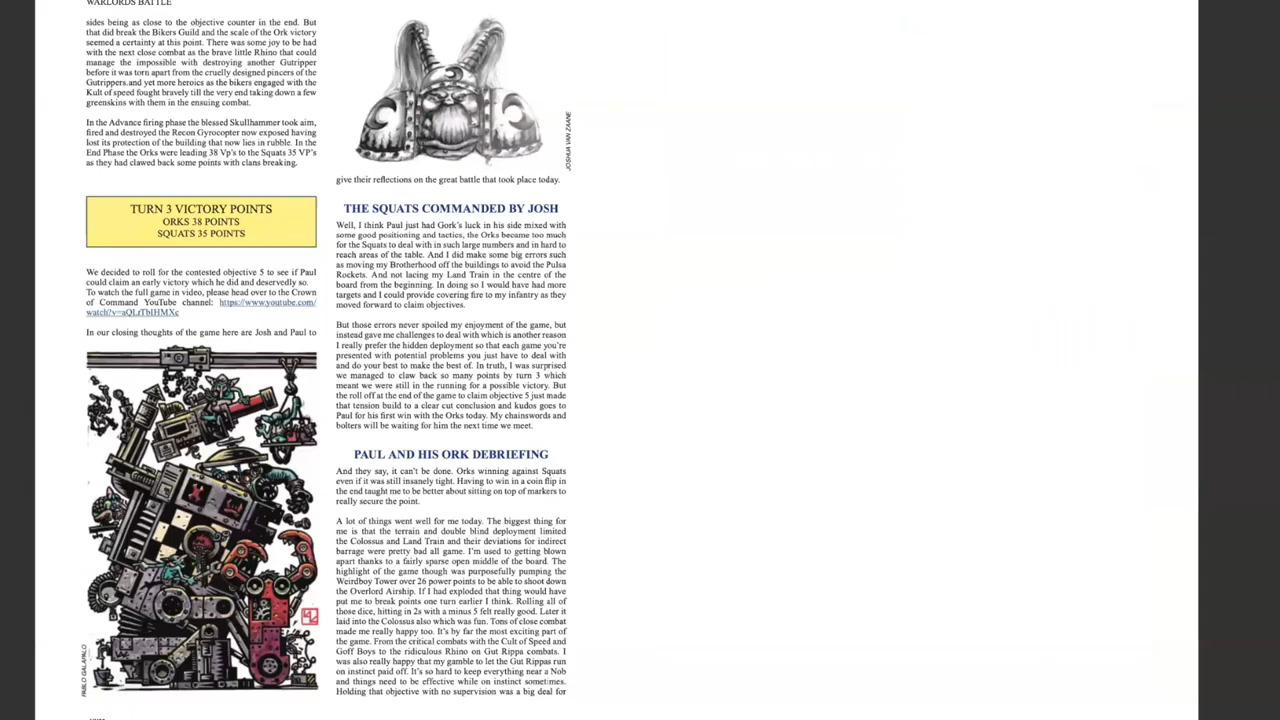 WARLORDS BATTLE
sides being as close to the objective counter in the end. But
that did break the Bikers Guild and the scale of the Ork victory
seemed a certainty at this point. There was some joy to be had
with the next close combat as the brave little Rhino that could
manage the impossible with destroying another Gutripper
before it was torn apart from the cruelly designed pincers of the
Gutrippers.and yet more heroics as the bikers engaged with the
Kult of speed fought bravely till the very end taking down a few
greenskins with them in the ensuing combat.
In the Advance firing phase the blessed Skullhammer took aim,
fired and destroyed the Recon Gyrocopter now exposed having
lost its protection of the building that now lies in rubble. In the
End Phase the Orks were leading 38 Vp's to the Squats 35 VP's
as they had clawed back some points with clans breaking.
TURN 3 VICTORY POINTS
ORKS 38 POINTS
SQUATS 35 POINTS
We decided to roll for the contested objective 5 to see if Paul
could claim an early victory which he did and deservedly so.
To watch the full game in video, please head over to the Crown
of Command YouTube channel: https://www.youtube.com/
watch?v=aQLrTbIHMXc
In our closing thoughts of the game here are Josh and Paul to
PABLO GALAPALO
JOSHUA VAN ZAANE
give their reflections on the great battle that took place today.
THE SQUATS COMMANDED BY JOSH
Well, I think Paul just had Gork's luck in his side mixed with
some good positioning and tactics, the Orks became too much
for the Squats to deal with in such large numbers and in hard to
reach areas of the table. And I did make some big errors such
as moving my Brotherhood off the buildings to avoid the Pulsa
Rockets. And not lacing my Land Train in the centre of the
board from the beginning. In doing so I would have had more
targets and I could provide covering fire to my infantry as they
moved forward to claim objectives.
But those errors never spoiled my enjoyment of the game, but
instead gave me challenges to deal with which is another reason
I really prefer the hidden deployment so that each game you're
presented with potential problems you just have to deal with
and do your best to make the best of. In truth, I was surprised
we managed to claw back so many points by turn 3 which
meant we were still in the running for a possible victory. But
the roll off at the end of the game to claim objective 5 just made
that tension build to a clear cut conclusion and kudos goes to
Paul for his first win with the Orks today. My chainswords and
bolters will be waiting for him the next time we meet.
PAUL AND HIS ORK DEBRIEFING
And they say, it can't be done. Orks winning against Squats
even if it was still insanely tight. Having to win in a coin flip in
the end taught me to be better about sitting on top of markers to
really secure the point.
A lot of things went well for me today. The biggest thing for
me is that the terrain and double blind deployment limited
the Colossus and Land Train and their deviations for indirect
barrage were pretty bad all game. I'm used to getting blown
apart thanks to a fairly sparse open middle of the board. The
highlight of the game though was purposefully pumping the
Weirdboy Tower over 26 power points to be able to shoot down
the Overlord Airship. If I had exploded that thing would have
put me to break points one turn earlier I think. Rolling all of
those dice, hitting in 2s with a minus 5 felt really good. Later it
laid into the Colossus also which was fun. Tons of close combat
made me really happy too. It's by far the most exciting part of
the game. From the critical combats with the Cult of Speed and
Goff Boys to the ridiculous Rhino on Gut Rippa combats. I
was also really happy that my gamble to let the Gut Rippas run
on instinct paid off. It's so hard to keep everything near a Nob
and things need to be effective while on instinct sometimes.
Holding that objective with no supervision was a big deal for